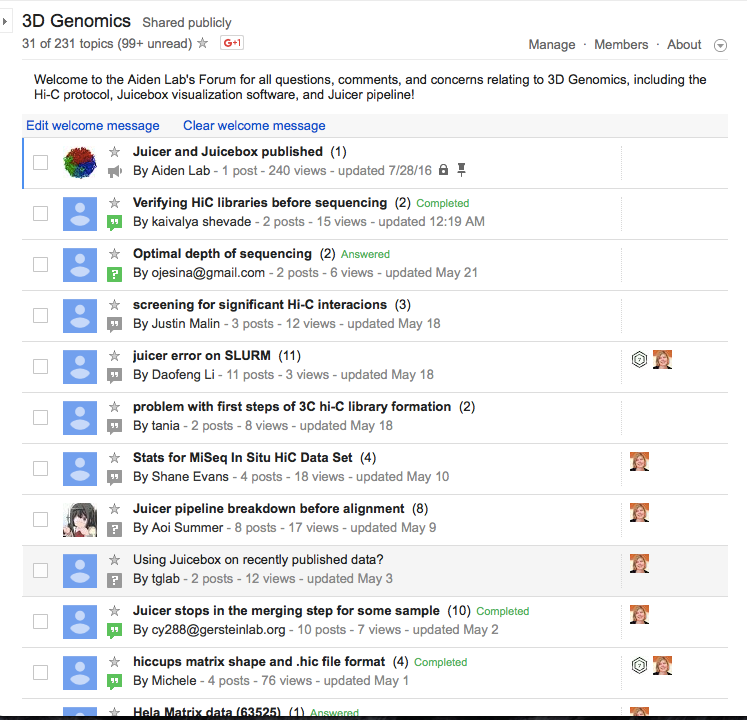 3D Genomics Shared publicly
31 of 231 topics (99+ unread) G+1
Manage · Members · About
Welcome to the Aiden Lab's Forum for all questions, comments, and concerns relating to 3D Genomics, including the
Hi-C protocol, Juicebox visualization software, and Juicer pipeline!
Edit welcome message Clear welcome message
Juicer and Juicebox published (1)
By Aiden Lab - 1 post - 240 views - updated 7/28/16
Verifying HiC libraries before sequencing (2) Completed
By kaivalya shevade - 2 posts - 15 views - updated 12:19 AM
Optimal depth of sequencing (2) Answered
By ojesina@gmail.com - 2 posts - 6 views - updated May 21
screening for significant Hi-C interacions (3)
By Justin Malin - 3 posts - 12 views - updated May 18
juicer error on SLURM (11)
By Daofeng Li - 11 posts - 3 views - updated May 18
problem with first steps of 3C hi-C library formation (2)
By tania - 2 posts - 8 views - updated May 18
Stats for MiSeq In Situ HiC Data Set (4)
By Shane Evans - 4 posts - 18 views - updated May 10
Juicer pipeline breakdown before alignment (8)
By Aoi Summer - 8 posts - 17 views - updated May 9
Using Juicebox on recently published data?
By tglab - 2 posts - 12 views - updated May 3
Juicer stops in the merging step for some sample (10) Completed
By cy288@gersteinlab.org - 10 posts - 7 views - updated May 2
hiccups matrix shape and .hic file format (4) Completed
By Michele - 4 posts - 76 views - updated May 1
Hela Matrix data (63525) (1) Answered